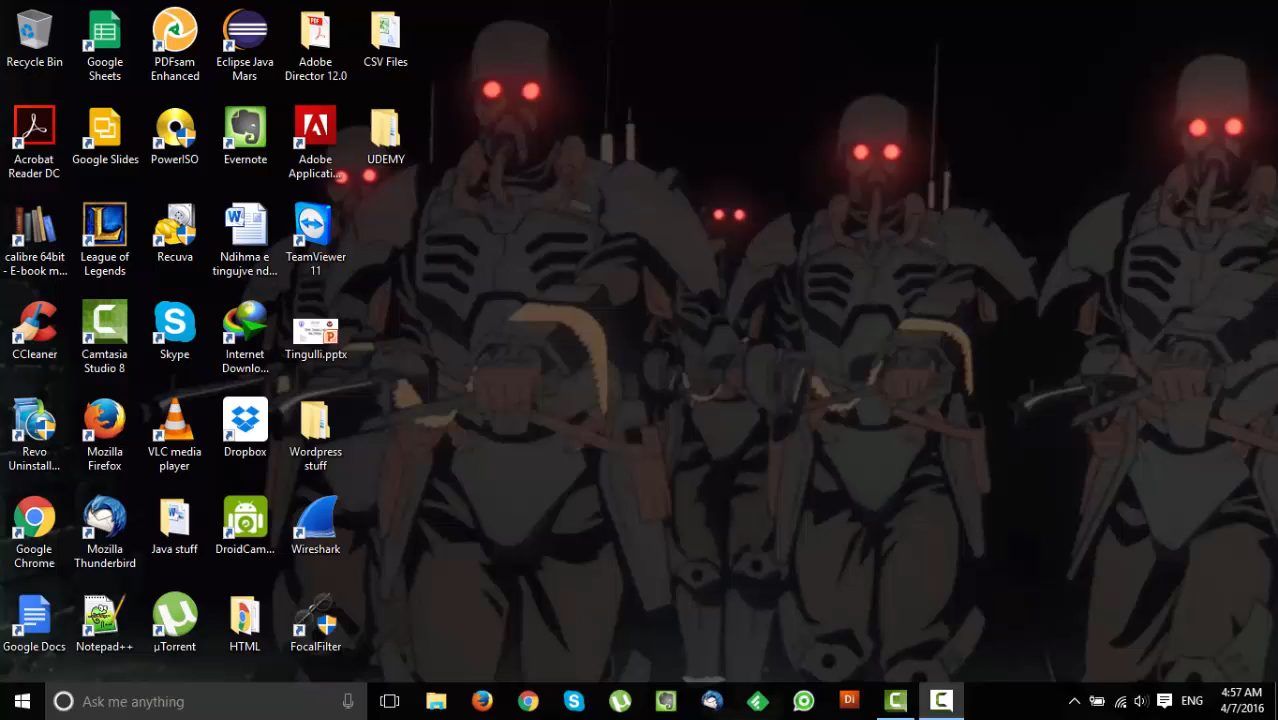 Recycle Bin
Google
Sheets
PDFsam
Enhanced
Eclipse Java
Mars
Adobe
Director 12.0
CSV Files
Acrobat
Reader DC
Google Slides
PowerISO
Evernote
Adobe
Applicati...
UDEMY
calibre 64bit
- E-book m...
League of
Legends
Recuva
Ndihma e
tingujve nd...
TeamViewer
11
CCleaner
Camtasia
Studio 8
Skype
Internet
Downlo...
Tingulli.pptx
Revo
Uninstall...
Mozilla
Firefox
VLC media
player
Dropbox
Wordpress
stuff
Google
Chrome
Mozilla
Thunderbird
Java stuff
DroidCam...
Wireshark
Google Docs
Notepad++
µTorrent
HTML
FocalFilter
Ask me anything
ENG
4:57 AM
4/7/2016